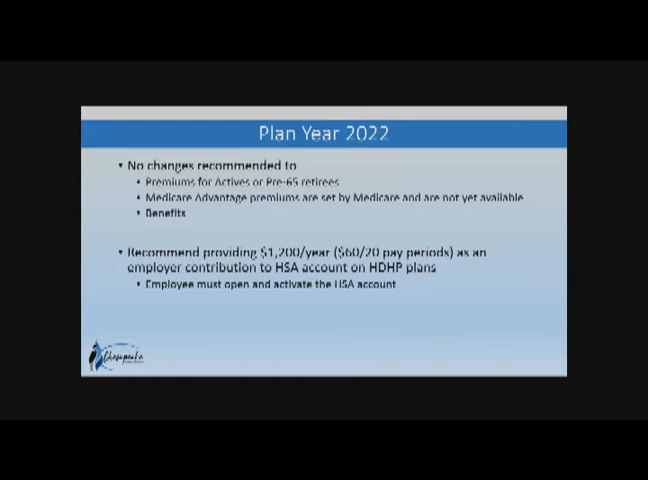 Plan Year 2022
• No changes recommended to
• Premiums for Actives or Pre-65 retirees
• Medicare Advantage premiums are set by Medicare and are not yet available
• Benefits
• Recommend providing $1,200/year ($60/20 pay periods) as an
employer contribution to HSA account on HDHP plans
• Employee must open and activate the HSA account
Chesapeake